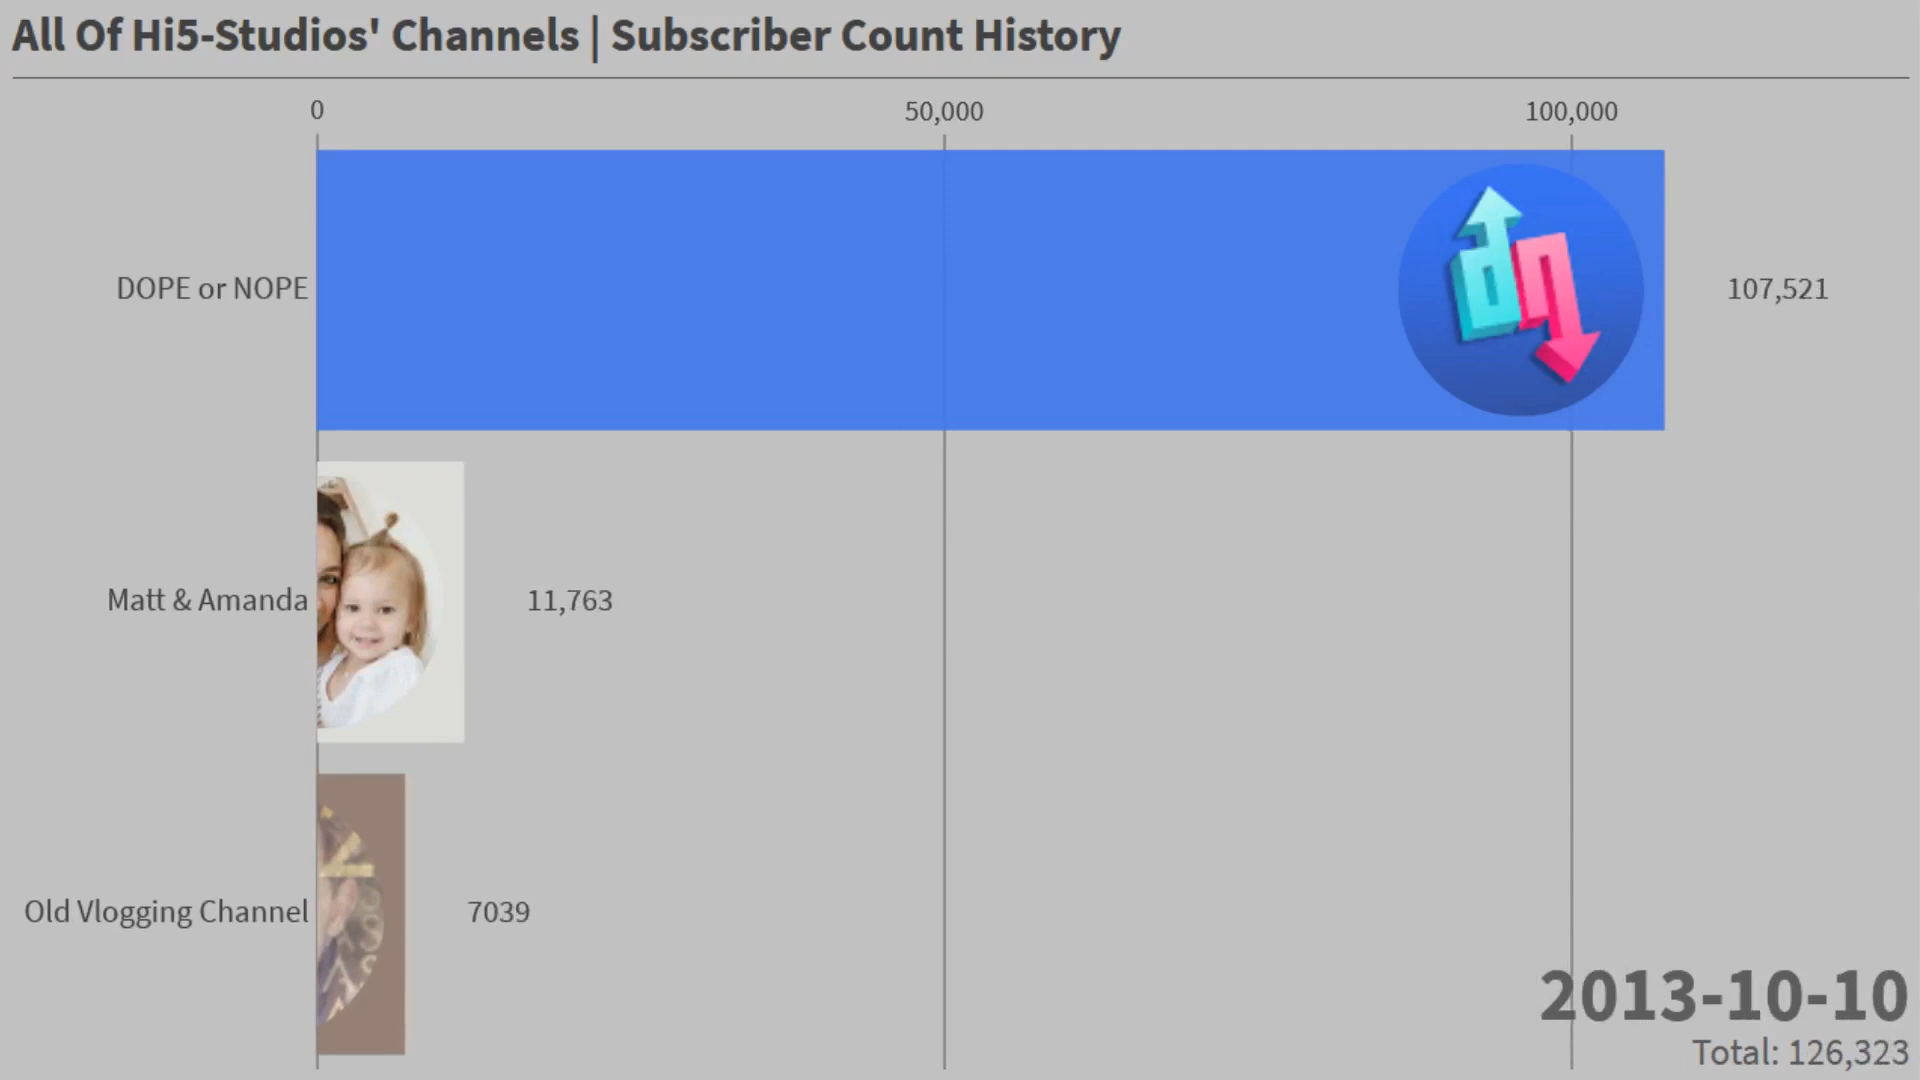 All Of Hi5-Studios' Channels | Subscriber Count History
0 50,000 100,000
DOPE or NOPE 107,521
dn
Matt & Amanda 11,763
Old Vlogging Channel 7039
2013-10-10
Total: 126,323